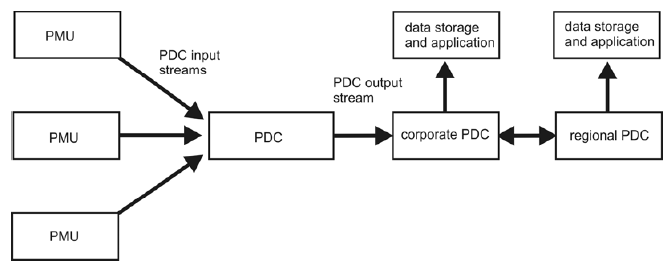 PMU
PDC input
streams
PMU
PMU
PDC
PDC output
stream
data storage
and application
corporate PDC
data storage
and application
regional PDC